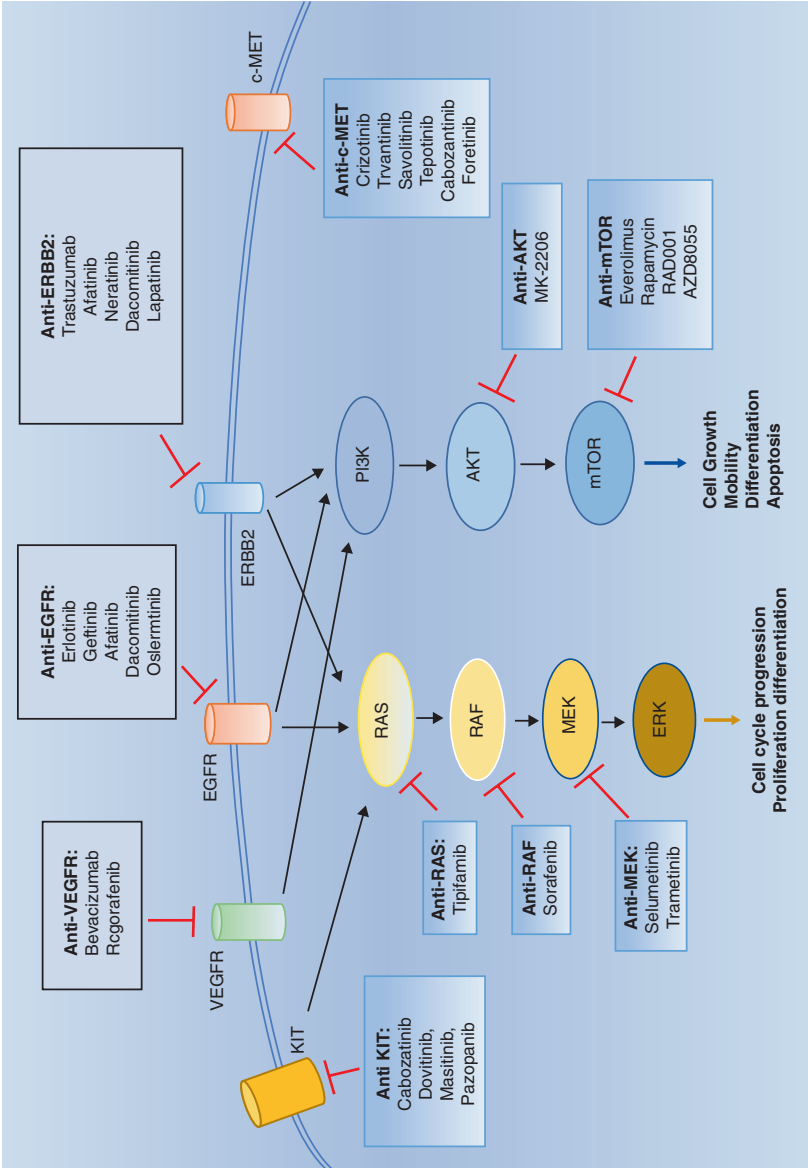 Anti-VEGFR:
Bevacizumab
Rcgorafenib
Anti-EGFR:
Erlotinib
Geftinib
Afatinib
Dacomitinib
Oslermtinib
Anti-ERBB2:
Trastuzumab
Afatinib
Neratinib
Dacomitinib
Lapatinib
KIT
VEGFR
EGFR
ERBB2
c-MET
Anti KIT:
Cabozatinib
Dovitinib,
Masitinib,
Pazopanib
Anti-c-MET
Crizotinib
Trvantinib
Savolitinib
Tepotinib
Cabozantinib
Foretinib
RAS
PI3K
Anti-RAS:
Tipifamib
RAF
AKT
Anti-AKT
MK-2206
Anti-RAF
Sorafenib
MEK
mTOR
Anti-mTOR
Everolimus
Rapamycin
RAD001
AZD8055
Anti-MEK:
Selumetinib
Trametinib
ERK
Cell cycle progression
Proliferation differentiation
Cell Growth
Mobility
Differentiation
Apoptosis